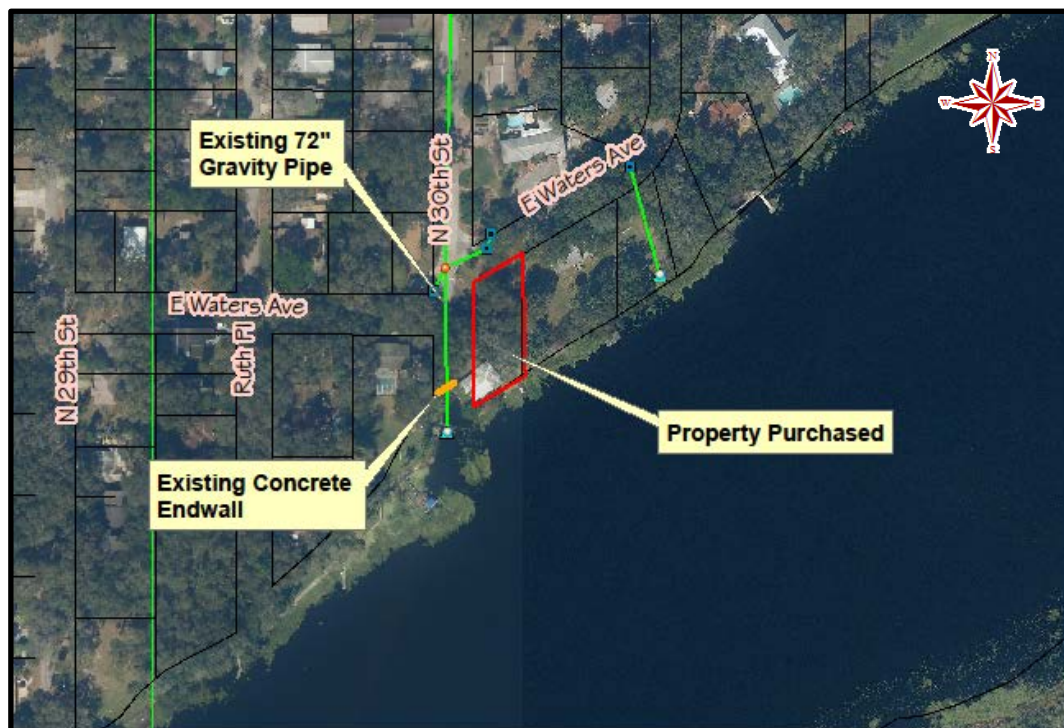 N
W
E
S
Existing 72"
Gravity Pipe
N 30th St
E Waters Ave
E Waters Ave
N 29th St
Ruth Pl
Property Purchased
Existing Concrete
Endwall